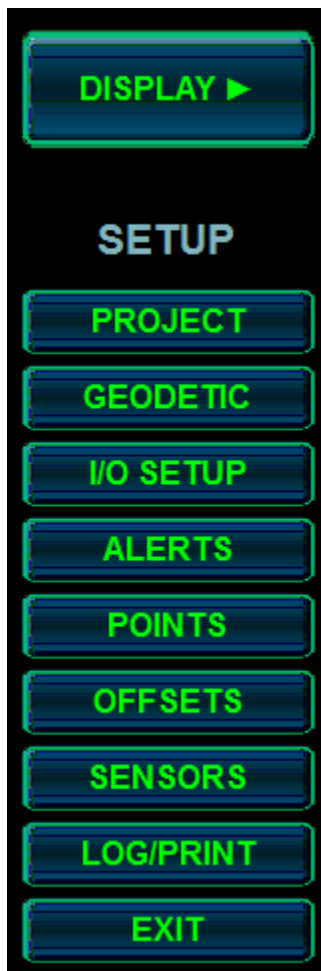 DISPLAY ►
SETUP
PROJECT
GEODETIC
I/O SETUP
ALERTS
POINTS
OFFSETS
SENSORS
LOG/PRINT
EXIT